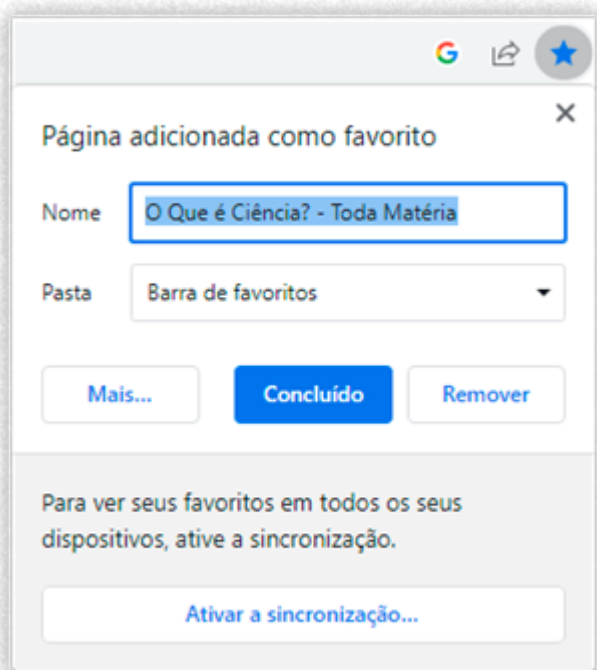 Página adicionada como favorito
Nome
O Que é Ciência? - Toda Matéria
Pasta
Barra de favoritos
Mais...
Concluído
Remover
Para ver seus favoritos em todos os seus
dispositivos, ative a sincronização.
Ativar a sincronização...